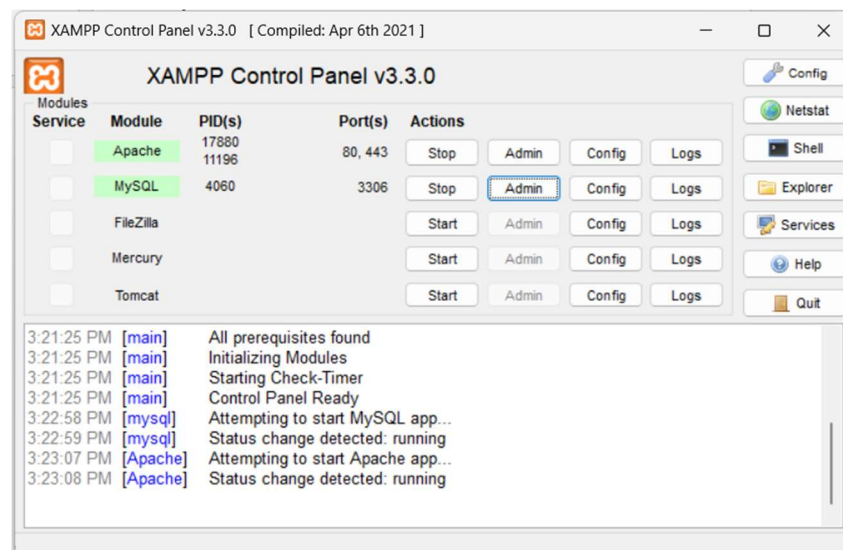 XAMPP Control Panel v3.3.0 [ Compiled: Apr 6th 2021 ]
XAMPP Control Panel v3.3.0
Config
Modules
Service Module PID(s) Port(s) Actions
Netstat
Apache 17880 11196 80, 443 Stop Admin Config Logs
Shell
MySQL 4060 3306 Stop Admin Config Logs
Explorer
FileZilla Start Admin Config Logs
Services
Mercury Start Admin Config Logs
Help
Tomcat Start Admin Config Logs
Quit
3:21:25 PM [main] All prerequisites found
3:21:25 PM [main] Initializing Modules
3:21:25 PM [main] Starting Check-Timer
3:21:25 PM [main] Control Panel Ready
3:22:58 PM [mysql] Attempting to start MySQL app...
3:22:59 PM [mysql] Status change detected: running
3:23:07 PM [Apache] Attempting to start Apache app...
3:23:08 PM [Apache] Status change detected: running